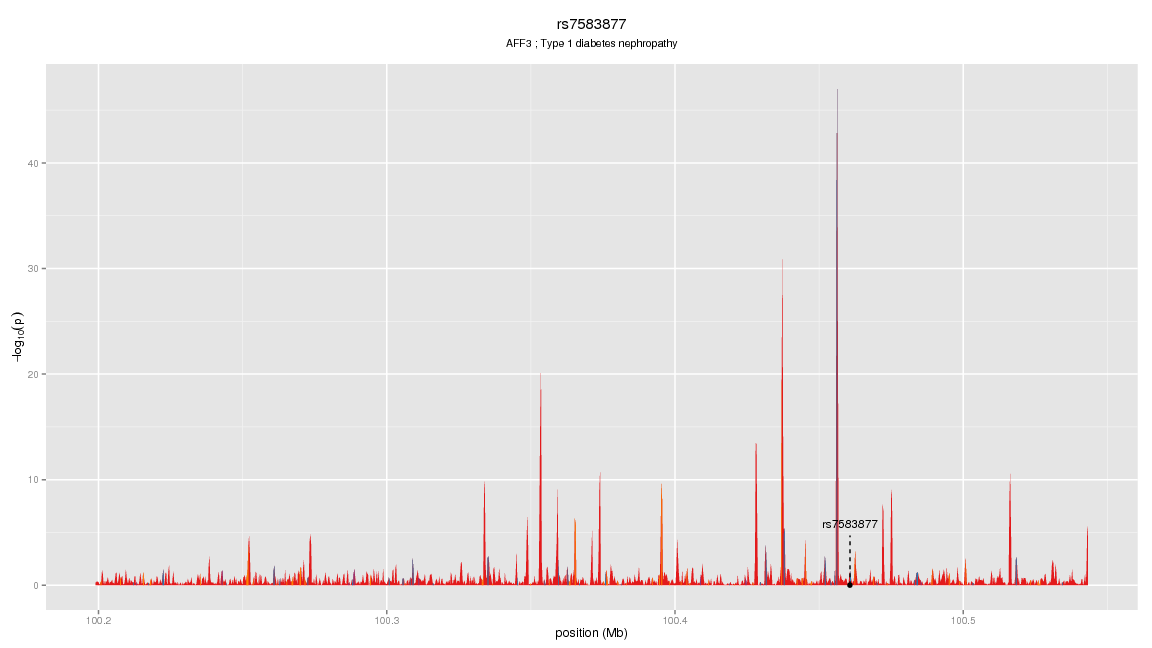 rs7583877
AFF3 ; Type 1 diabetes nephropathy
−log10(p)
40
30
20
10
0
rs7583877
100.2
100.3
100.4
100.5
position (Mb)